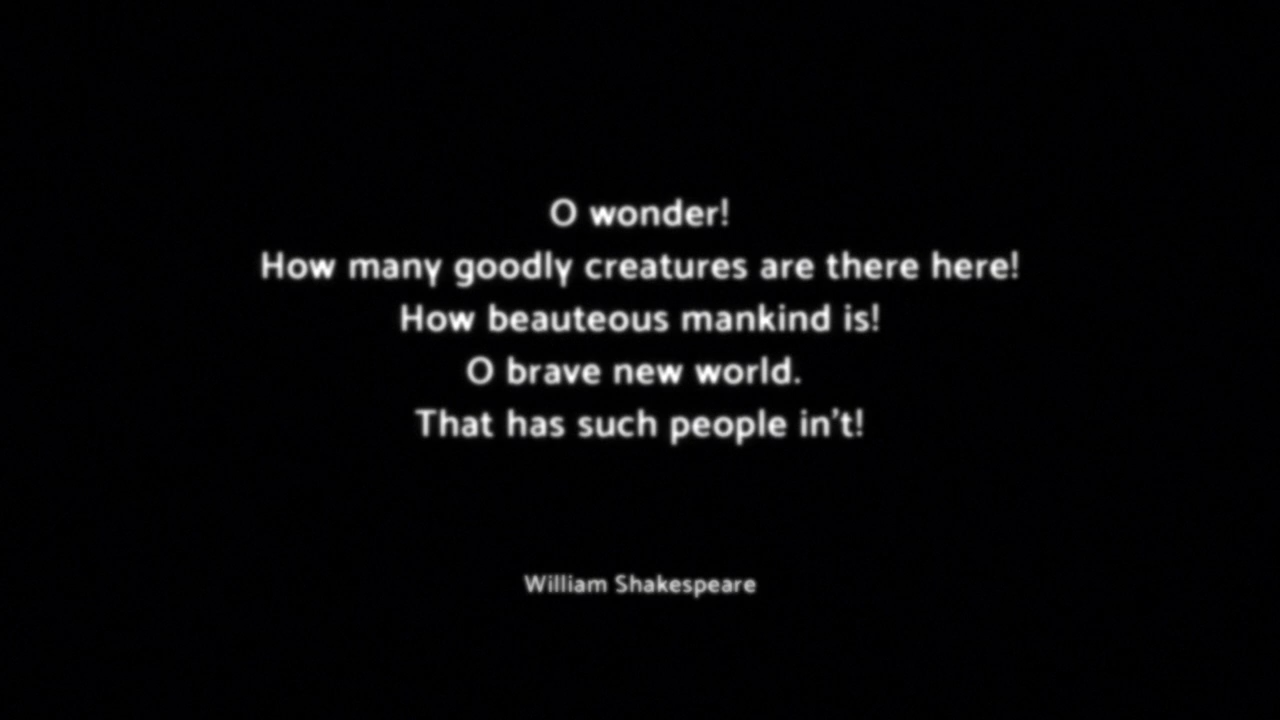 O wonder!
How many goodly creatures are there here!
How beauteous mankind is!
O brave new world.
That has such people in’t!
William Shakespeare